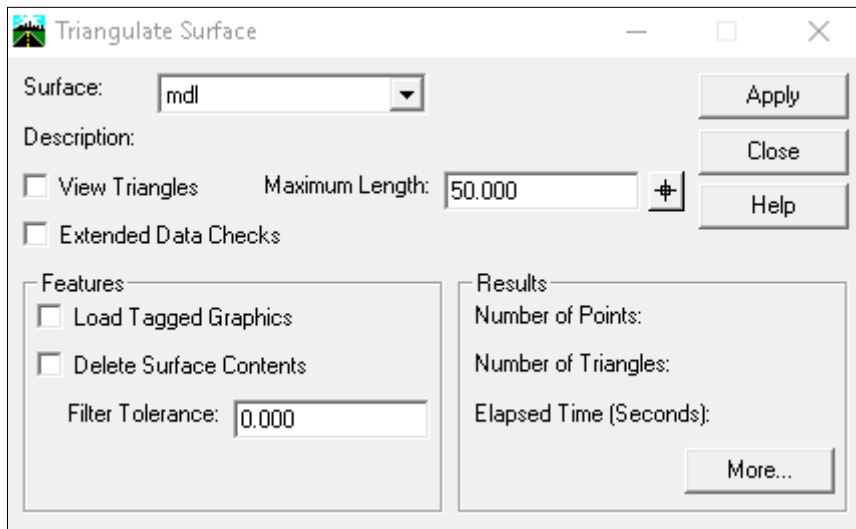 Triangulate Surface
Surface: mdl
Apply
Description:
Close
View Triangles Maximum Length: 50.000
Help
Extended Data Checks
Features
Load Tagged Graphics
Delete Surface Contents
Filter Tolerance: 0.000
Results
Number of Points:
Number of Triangles:
Elapsed Time (Seconds):
More...